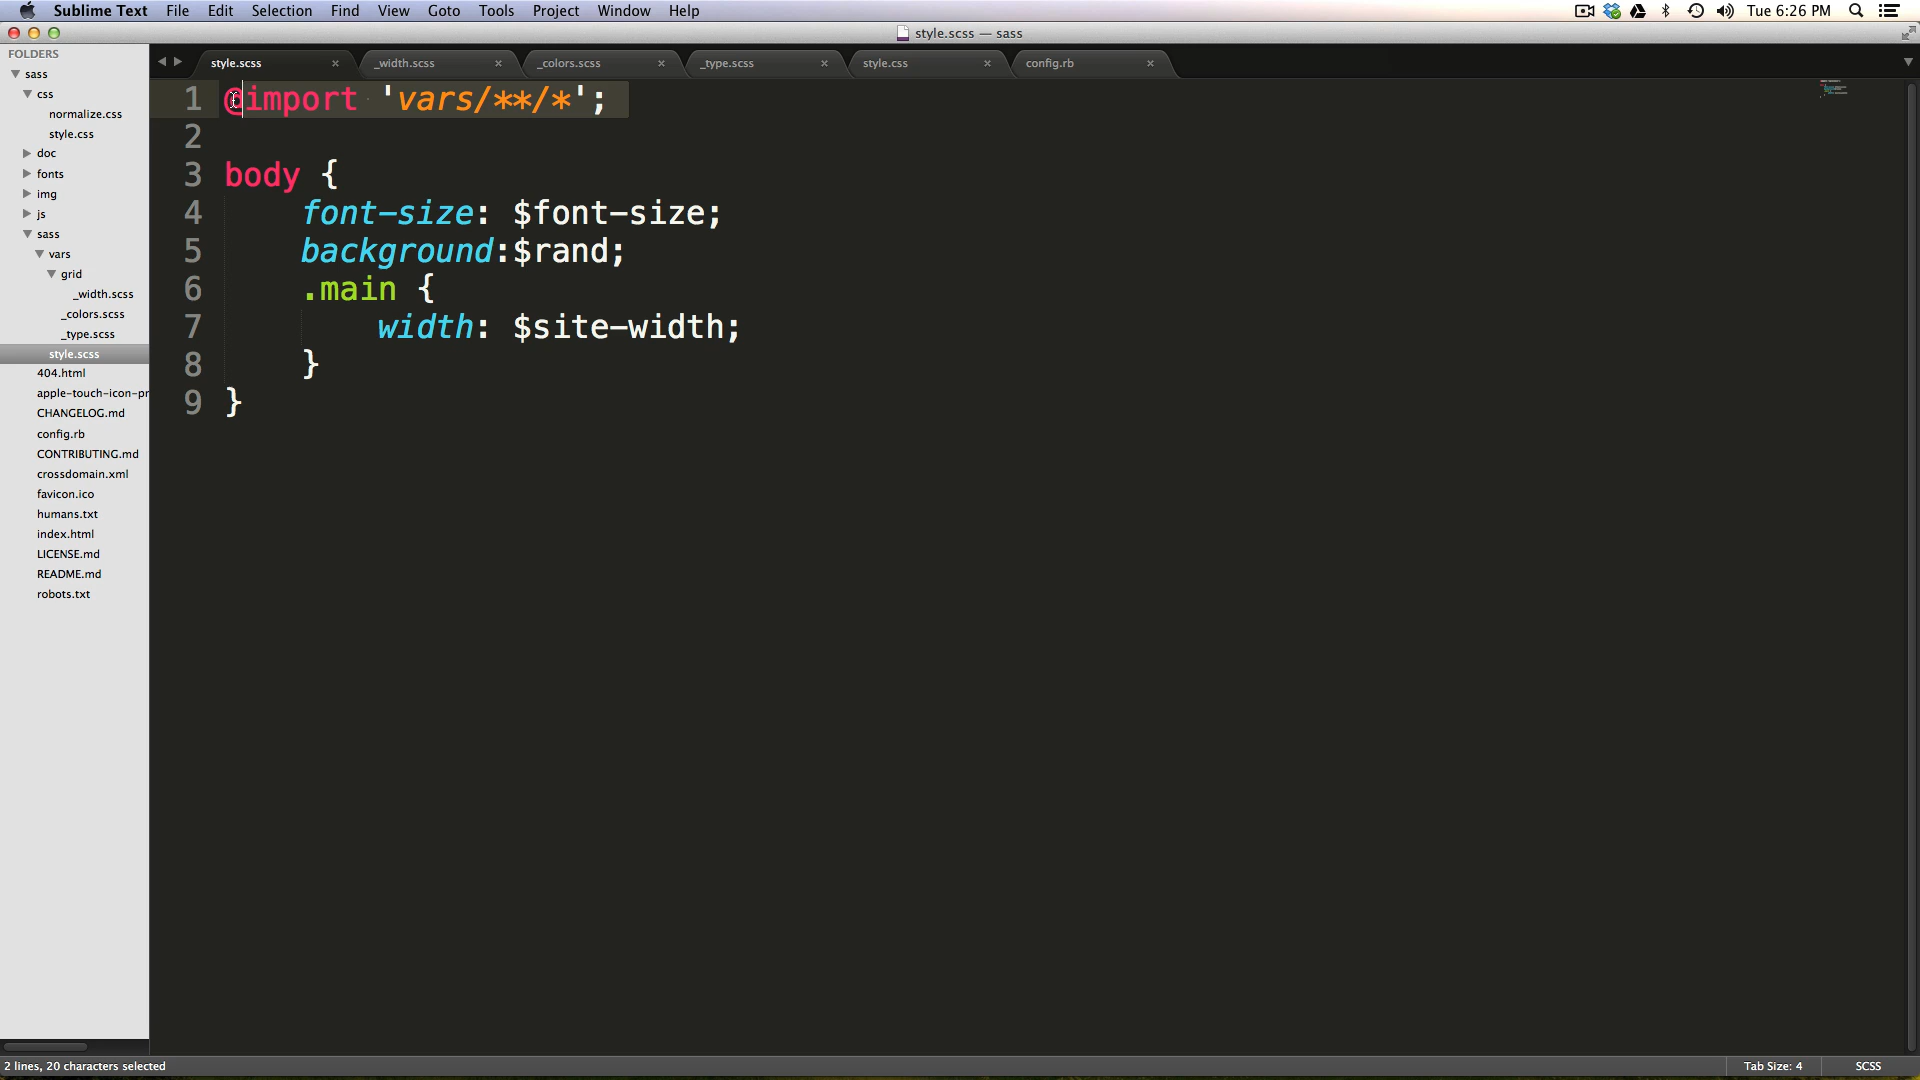 Sublime Text File Edit Selection Find View Goto Tools Project Window Help Tue 6:26 PM
style.scss — sass
FOLDERS
sass
css
normalize.css
style.css
doc
fonts
img
js
sass
vars
grid
_width.scss
_colors.scss
_type.scss
style.scss
404.html
apple-touch-icon-pr
CHANGELOG.md
config.rb
CONTRIBUTING.md
crossdomain.xml
favicon.ico
humans.txt
index.html
LICENSE.md
README.md
robots.txt
style.scss × _width.scss × _colors.scss × _type.scss × style.css × config.rb ×
1 @import 'vars/**/*';
2
3 body {
4 font-size: $font-size;
5 background:$rand;
6 .main {
7 width: $site-width;
8 }
9 }
2 lines, 20 characters selected Tab Size: 4 SCSS